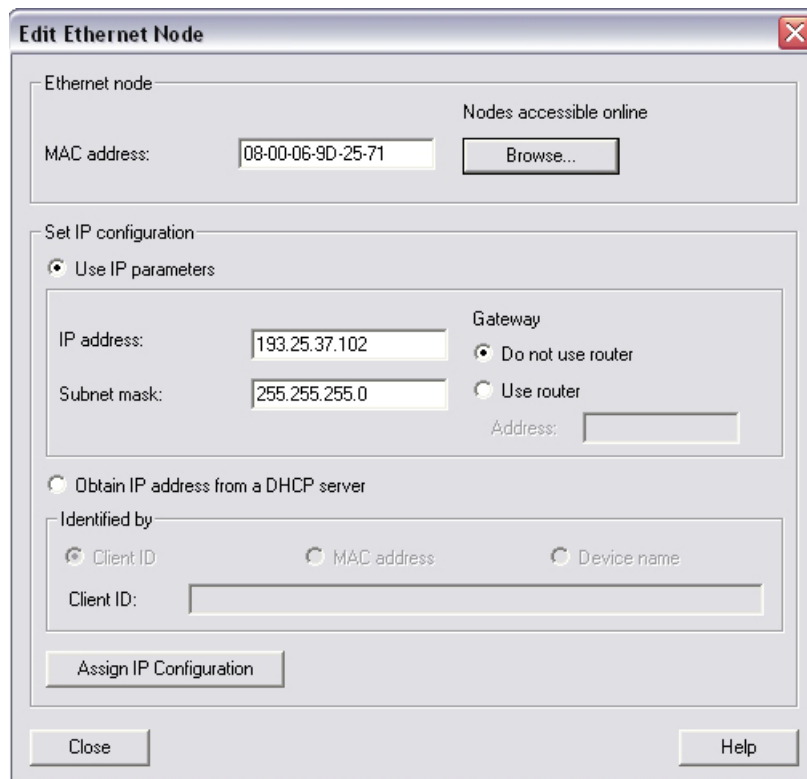 Edit Ethernet Node
Ethernet node
Nodes accessible online
MAC address: 08-00-06-9D-25-71 Browse...
Set IP configuration
Use IP parameters
Gateway
IP address: 193.25.37.102
Do not use router
Subnet mask: 255.255.255.0 Use router
Address:
Obtain IP address from a DHCP server
Identified by
Client ID MAC address Device name
Client ID:
Assign IP Configuration
Close Help